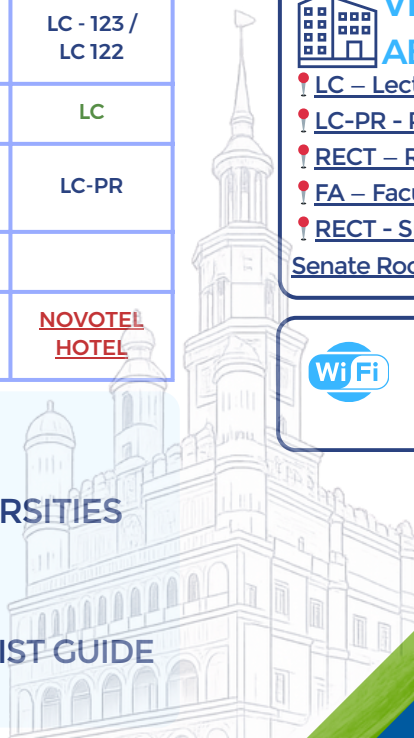 LC - 123 /
LC 122
LC
LC-PR
NOVOTEL
HOTEL
RSITIES
IST GUIDE
LC – Lect
LC-PR -
RECT –
FA – Facu
RECT - S
Senate Roo
WiFi